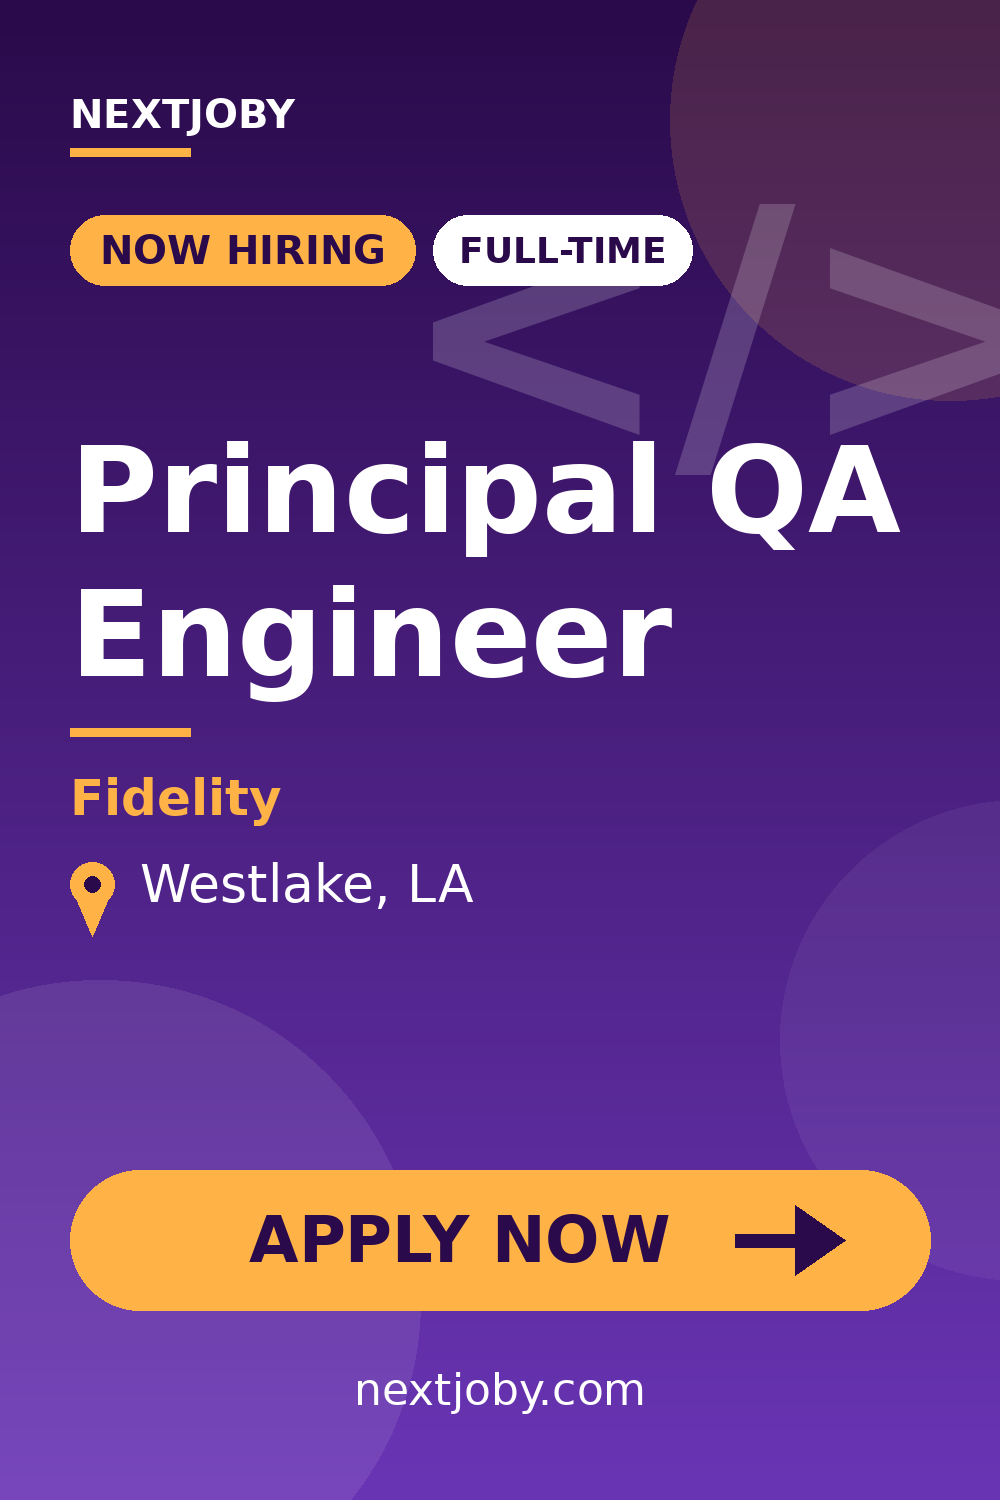 NEXTJOBY
NOW HIRING FULL-TIME
</>
Principal QA
Engineer
Fidelity
Westlake, LA
APPLY NOW
nextjoby.com